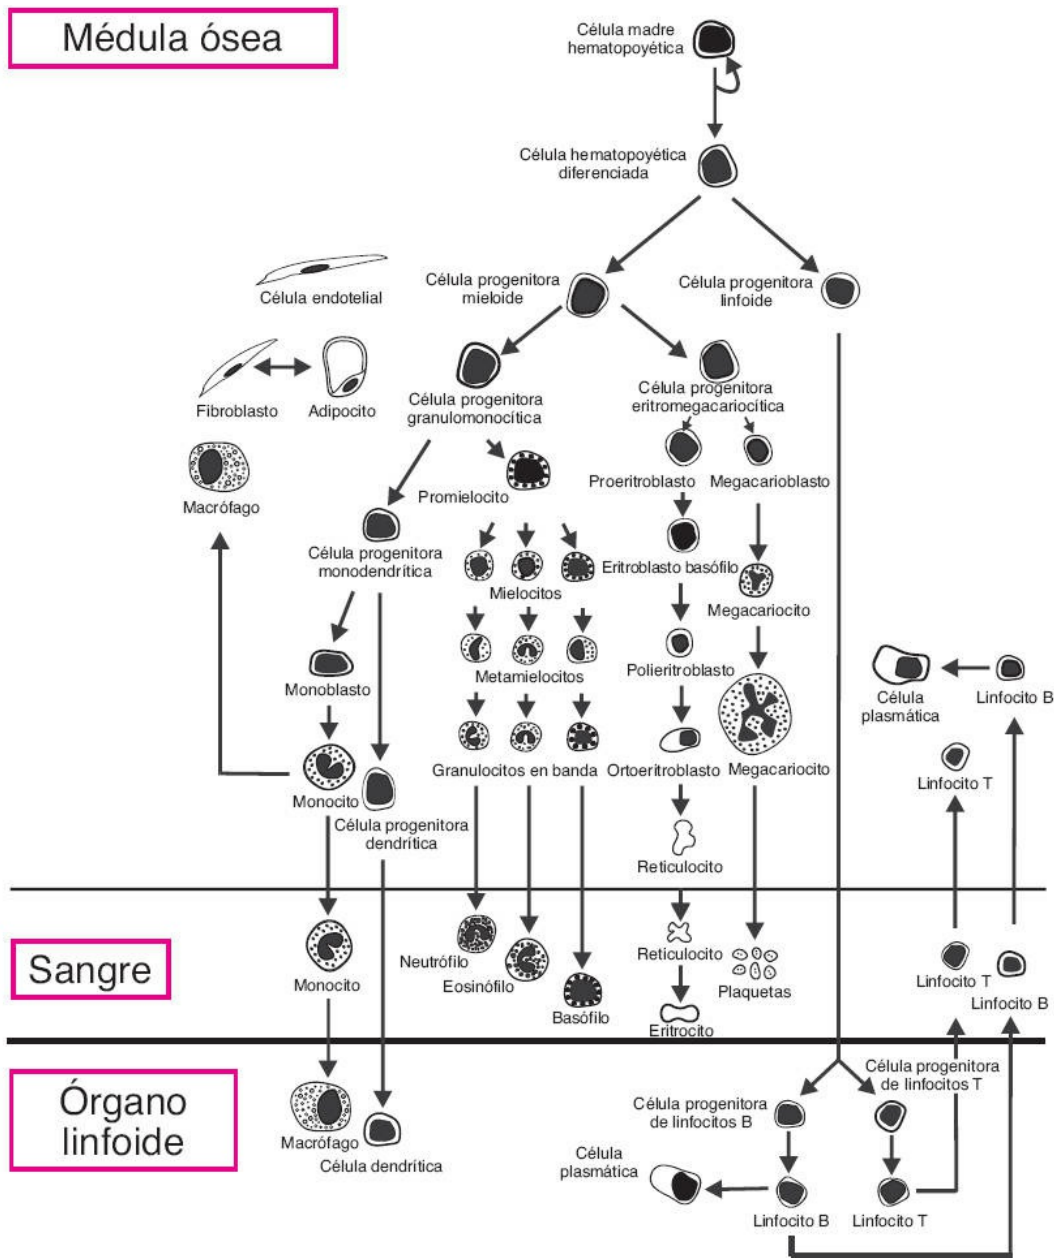 Médula ósea
Célula madre
hematopoyética
Célula hematopoyética
diferenciada
Célula endotelial
Célula progenitora
mieloide
Célula progenitora
linfoide
Fibroblasto
Adipocito
Célula progenitora
granulomonocítica
Célula progenitora
eritromegacariocítica
Macrófago
Promielocito
Proeritroblasto
Megacarioblasto
Célula progenitora
monodendrítica
Mielocitos
Eritroblasto basófilo
Megacariocito
Monoblasto
Metamielocitos
Polieritroblasto
Célula
plasmática
Linfocito B
Monocito
Granulocitos en banda
Ortoeritroblasto
Megacariocito
Linfocito T
Célula progenitora
dendrítica
Reticulocito
Sangre
Monocito
Neutrófilo
Eosinófilo
Basófilo
Reticulocito
Eritrocito
Plaquetas
Linfocito T
Linfocito B
Órgano
linfoide
Macrófago
Célula dendrítica
Célula progenitora
de linfocitos B
Célula progenitora
de linfocitos T
Célula
plasmática
Linfocito B
Linfocito T